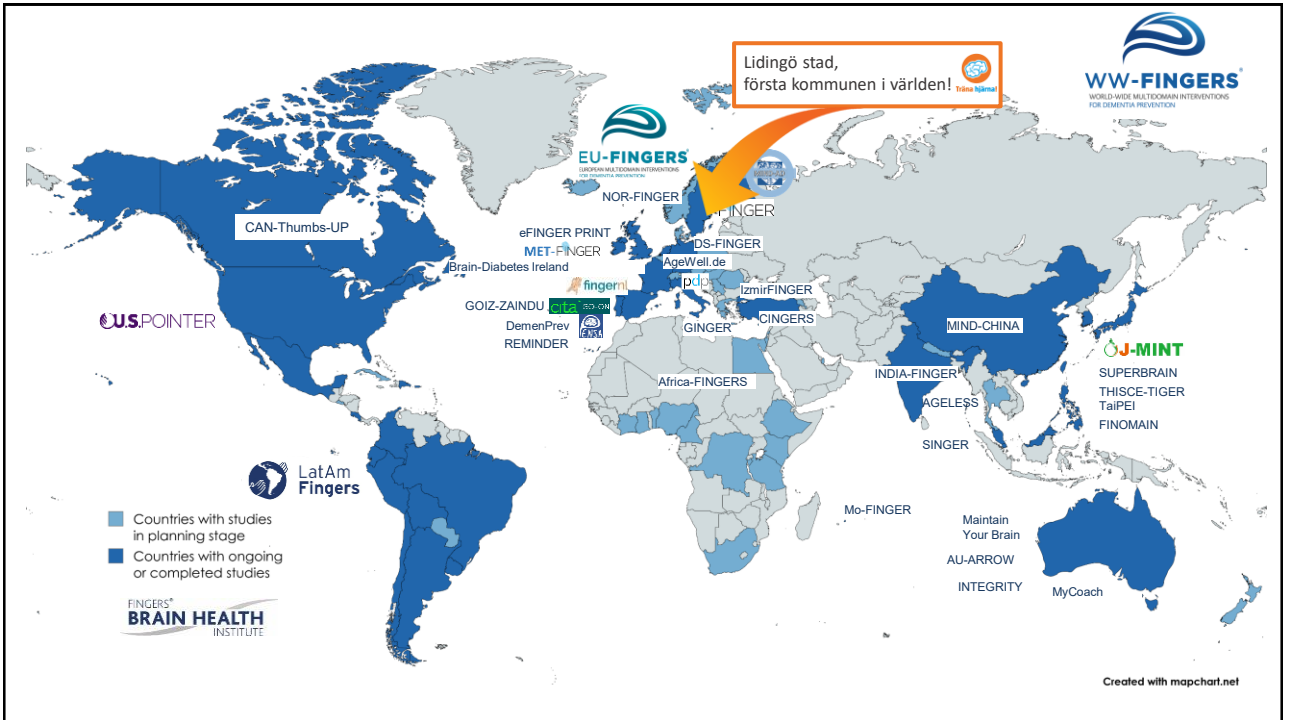 Lidingö stad,
första kommunen i världen!
Träna hjärna!
WW-FINGERS
WORLD-WIDE MULTIDOMAIN INTERVENTIONS
FOR DEMENTIA PREVENTION
EU-FINGERS
EUROPEAN MULTIDOMAIN INTERVENTIONS
FOR DEMENTIA PREVENTION
NOR-FINGER
FINGER
CAN-Thumbs-UP
eFINGER PRINT
MET-FINGER
DS-FINGER
Brain-Diabetes Ireland
AgeWell.de
fingernl
pdp
IzmirFINGER
GOIZ-ZAINDU
cita GO-ON
CINGERS
U.S.POINTER
DemenPrev
GINGER
MIND-CHINA
REMINDER
J-MINT
Africa-FINGERS
INDIA-FINGER
SUPERBRAIN
THISCE-TIGER
TaiPEI
AGELESS
FINOMAIN
SINGER
LatAm
Fingers
Mo-FINGER
Countries with studies
in planning stage
Countries with ongoing
or completed studies
Maintain
Your Brain
AU-ARROW
INTEGRITY
MyCoach
FINGERS®
BRAIN HEALTH
INSTITUTE
Created with mapchart.net